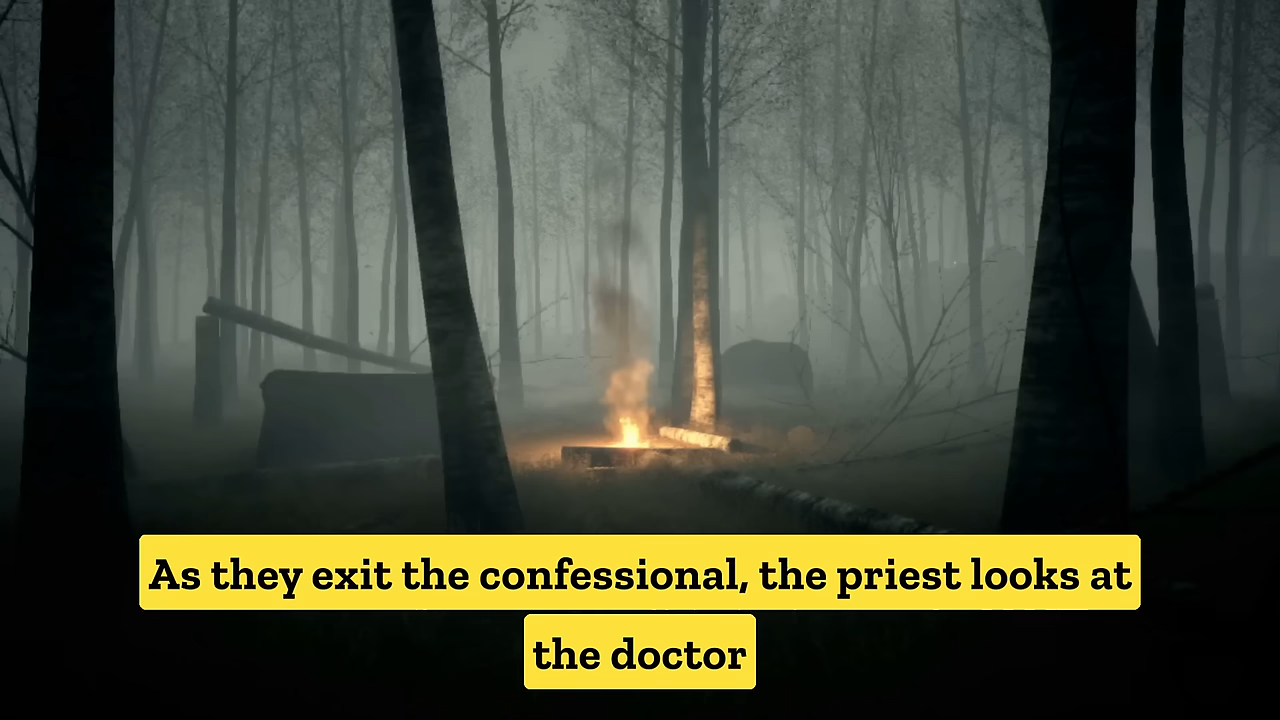 As they exit the confessional, the priest looks at
the doctor